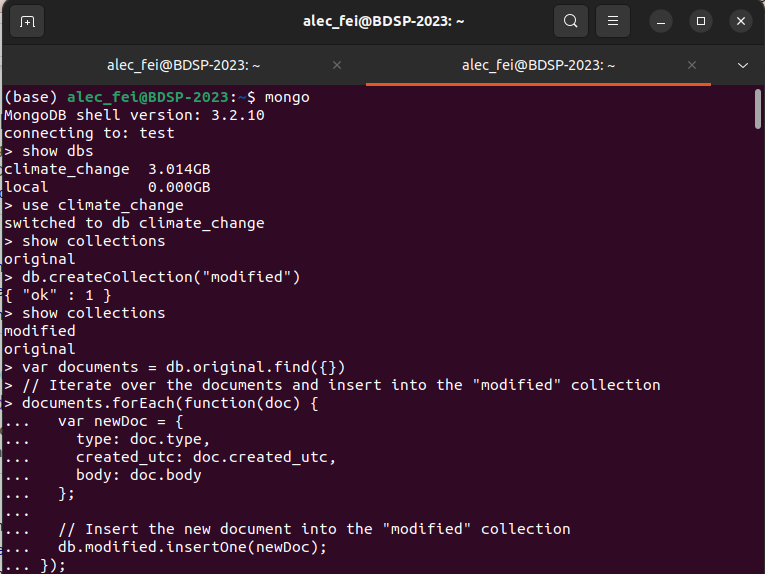 alec_fei@BDSP-2023: ~
alec_fei@BDSP-2023: ~
alec_fei@BDSP-2023: ~
(base) alec_fei@BDSP-2023:~$ mongo
MongoDB shell version: 3.2.10
connecting to: test
> show dbs
climate_change  3.014GB
local           0.000GB
> use climate_change
switched to db climate_change
> show collections
original
> db.createCollection("modified")
{ "ok" : 1 }
> show collections
modified
original
> var documents = db.original.find({})
> // Iterate over the documents and insert into the "modified" collection
> documents.forEach(function(doc) {
...   var newDoc = {
...     type: doc.type,
...     created_utc: doc.created_utc,
...     body: doc.body
...   };
...
...   // Insert the new document into the "modified" collection
...   db.modified.insertOne(newDoc);
... });